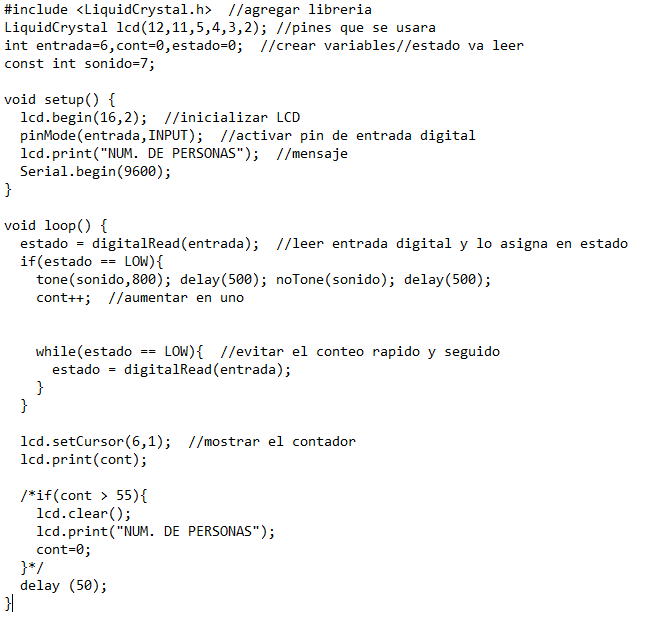 #include <LiquidCrystal.h>  //agregar libreria
LiquidCrystal lcd(12,11,5,4,3,2); //pines que se usara
int entrada=6,cont=0,estado=0;  //crear variables//estado va leer
const int sonido=7;

void setup() {
  lcd.begin(16,2);  //inicializar LCD
  pinMode(entrada,INPUT);  //activar pin de entrada digital
  lcd.print("NUM. DE PERSONAS");  //mensaje
  Serial.begin(9600);
}

void loop() {
  estado = digitalRead(entrada);  //leer entrada digital y lo asigna en estado
  if(estado == LOW){
    tone(sonido,800); delay(500); noTone(sonido); delay(500);
    cont++;  //aumentar en uno


    while(estado == LOW){  //evitar el conteo rapido y seguido
      estado = digitalRead(entrada);
    }
  }

  lcd.setCursor(6,1);  //mostrar el contador
  lcd.print(cont);

  /*if(cont > 55){
    lcd.clear();
    lcd.print("NUM. DE PERSONAS");
    cont=0;
  }*/
  delay (50);
}